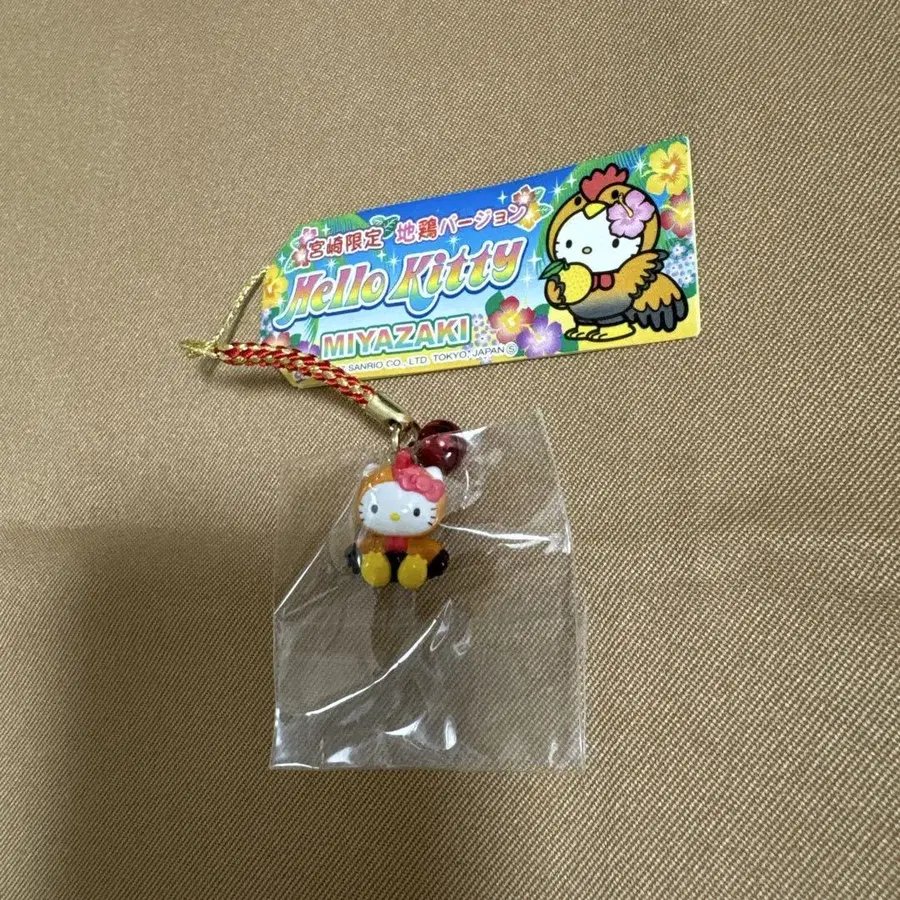 宮崎限定 地鶏バージョン
Hello Kitty
MIYAZAKI
SANRIO CO., LTD. TOKYO, JAPAN Ⓢ